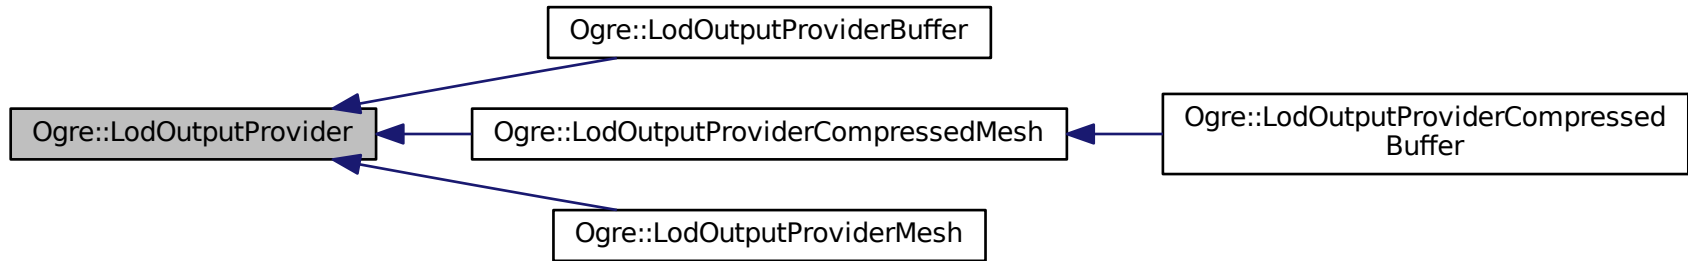 Ogre::LodOutputProviderBuffer
Ogre::LodOutputProvider
Ogre::LodOutputProviderCompressedMesh
Ogre::LodOutputProviderCompressed
Buffer
Ogre::LodOutputProviderMesh